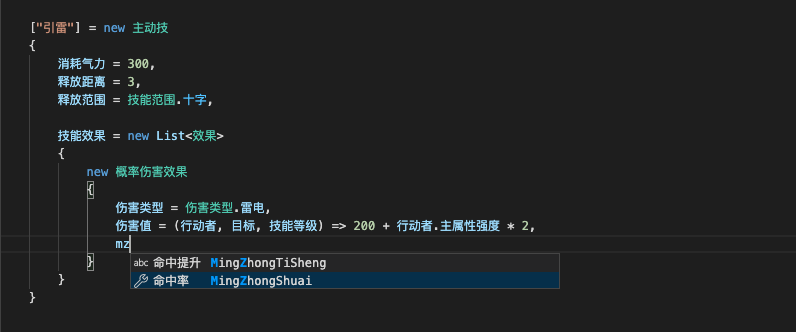 ["引雷"] = new 主动技
{
消耗气力 = 300,
释放距离 = 3,
释放范围 = 技能范围.十字,
技能效果 = new List<效果>
{
new 概率伤害效果
{
伤害类型 = 伤害类型.雷电,
伤害值 = (行动者, 目标, 技能等级) => 200 + 行动者.主属性强度 * 2,
mz
}
abc 命中提升 MingZhongTiSheng
命中率 MingZhongShuai
}
}